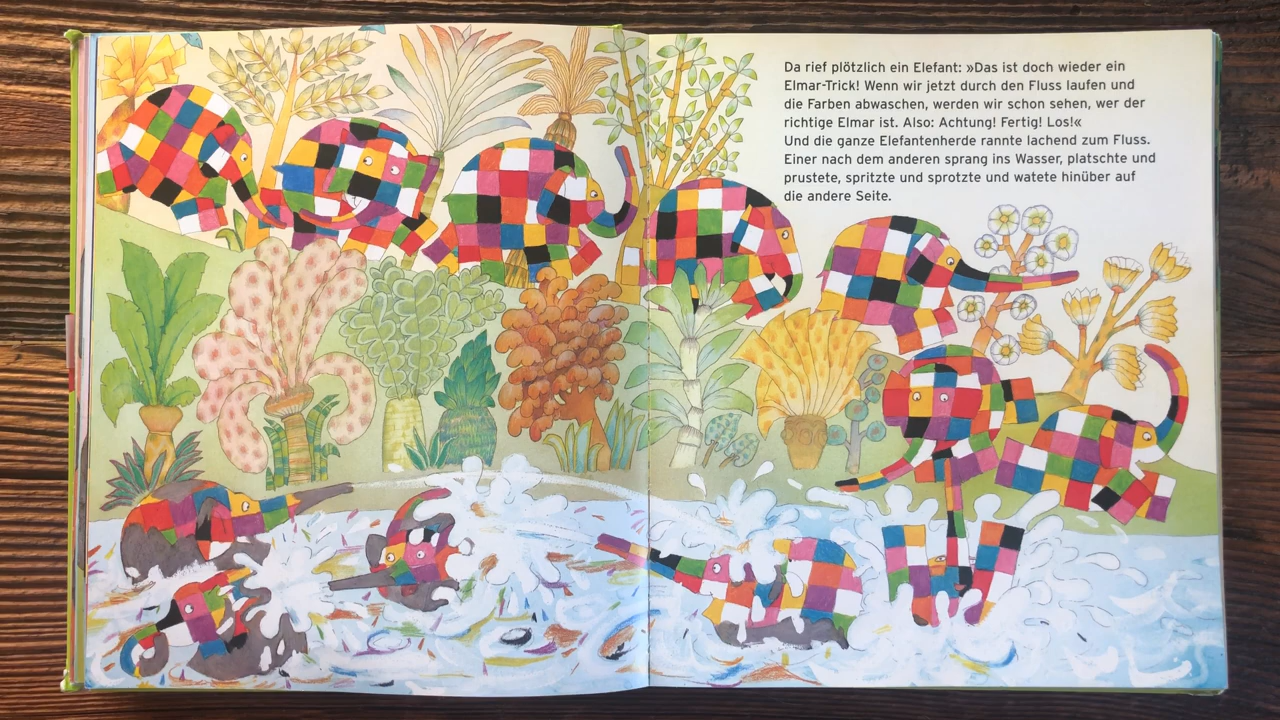 Da rief plötzlich ein Elefant: »Das ist doch wieder ein
Elmar-Trick! Wenn wir jetzt durch den Fluss laufen und
die Farben abwaschen, werden wir schon sehen, wer der
richtige Elmar ist. Also: Achtung! Fertig! Los!«
Und die ganze Elefantenherde rannte lachend zum Fluss.
Einer nach dem anderen sprang ins Wasser, platschte und
prustete, spritzte und sprotzte und watete hinüber auf
die andere Seite.